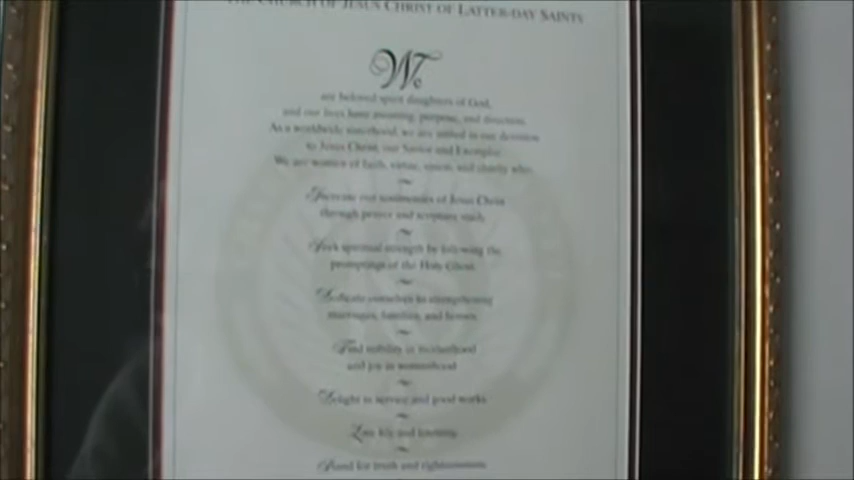 THE CHURCH OF JESUS CHRIST OF LATTER-DAY SAINTS
We
are beloved spirit daughters of God,
and our lives have meaning, purpose, and direction.
As a worldwide sisterhood, we are united in our devotion
to Jesus Christ, our Savior and Exemplar.
We are women of faith, virtue, vision, and charity who:
Increase our testimonies of Jesus Christ
through prayer and scripture study
Seek spiritual strength by following the
promptings of the Holy Ghost
Dedicate ourselves to strengthening
marriages, families, and homes
Find nobility in motherhood
and joy in womanhood
Delight in service and good works
Love life and learning
Stand for truth and righteousness